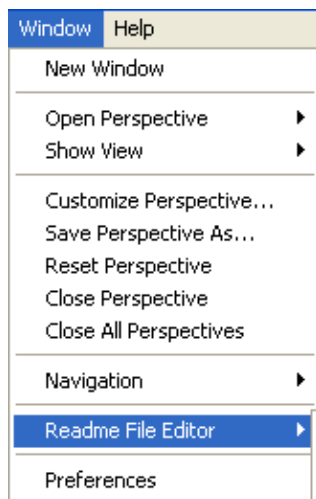 Window Help
New Window
Open Perspective
Show View
Customize Perspective...
Save Perspective As...
Reset Perspective
Close Perspective
Close All Perspectives
Navigation
Readme File Editor
Preferences